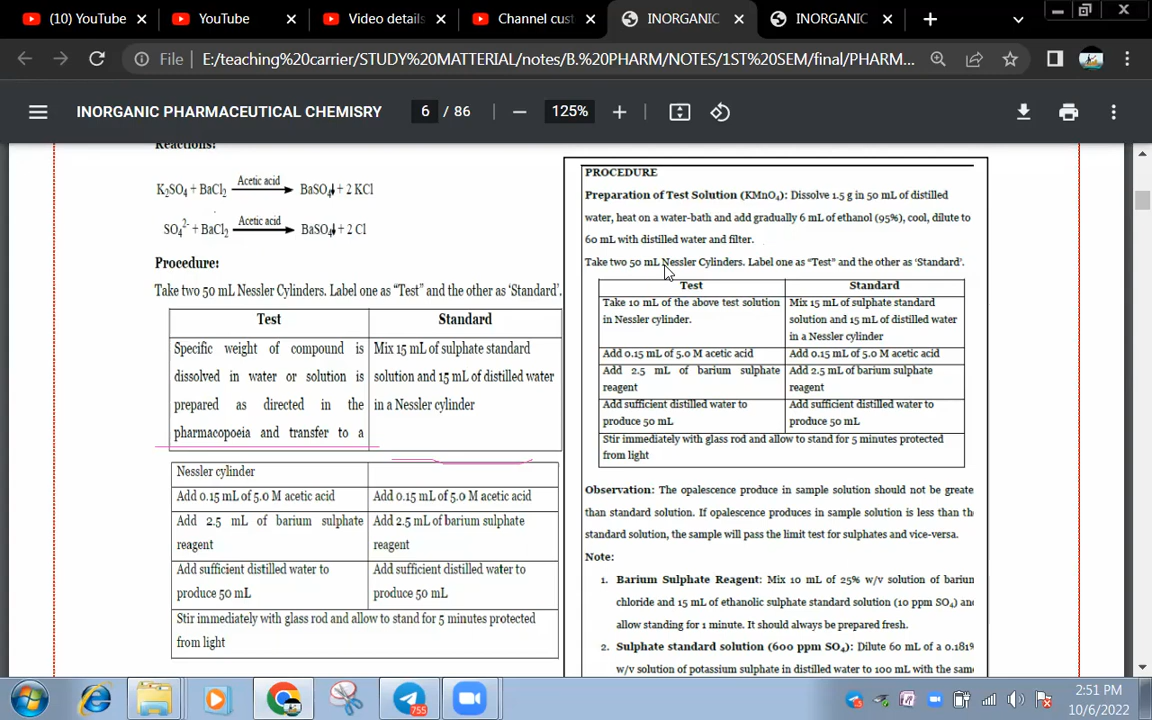 (10) YouTube
YouTube
Video details
Channel cust
INORGANIC
INORGANIC
File
E:/teaching%20carrier/STUDY%20MATTERIAL/notes/B.%20PHARM/NOTES/1ST%20SEM/final/PHARM...
INORGANIC PHARMACEUTICAL CHEMISRY
6 / 86
125%
Reactions:
K2SO4 + BaCl2 Acetic acid BaSO4 + 2 KCl
SO4 2- + BaCl2 Acetic acid BaSO4 + 2 Cl
Procedure:
Take two 50 mL Nessler Cylinders. Label one as “Test” and the other as ‘Standard’.
Test Standard
Specific weight of compound is Mix 15 mL of sulphate standard
dissolved in water or solution is solution and 15 mL of distilled water
prepared as directed in the in a Nessler cylinder
pharmacopoeia and transfer to a
Nessler cylinder
Add 0.15 mL of 5.0 M acetic acid Add 0.15 mL of 5.0 M acetic acid
Add 2.5 mL of barium sulphate Add 2.5 mL of barium sulphate
reagent reagent
Add sufficient distilled water to Add sufficient distilled water to
produce 50 mL produce 50 mL
Stir immediately with glass rod and allow to stand for 5 minutes protected
from light
PROCEDURE
Preparation of Test Solution (KMnO4): Dissolve 1.5 g in 50 mL of distilled
water, heat on a water-bath and add gradually 6 mL of ethanol (95%), cool, dilute to
60 mL with distilled water and filter.
Take two 50 mL Nessler Cylinders. Label one as “Test” and the other as ‘Standard’.
Test Standard
Take 10 mL of the above test solution Mix 15 mL of sulphate standard
in Nessler cylinder. solution and 15 mL of distilled water
in a Nessler cylinder
Add 0.15 mL of 5.0 M acetic acid Add 0.15 mL of 5.0 M acetic acid
Add 2.5 mL of barium sulphate Add 2.5 mL of barium sulphate
reagent reagent
Add sufficient distilled water to Add sufficient distilled water to
produce 50 mL produce 50 mL
Stir immediately with glass rod and allow to stand for 5 minutes protected
from light
Observation: The opalescence produce in sample solution should not be greate
than standard solution. If opalescence produces in sample solution is less than th
standard solution, the sample will pass the limit test for sulphates and vice-versa.
Note:
1. Barium Sulphate Reagent: Mix 10 mL of 25% w/v solution of barium
chloride and 15 mL of ethanolic sulphate standard solution (10 ppm SO4) and
allow standing for 1 minute. It should always be prepared fresh.
2. Sulphate standard solution (600 ppm SO4): Dilute 60 mL of a 0.181%
w/v solution of potassium sulphate in distilled water to 100 mL with the same
755
2:51 PM
10/6/2022